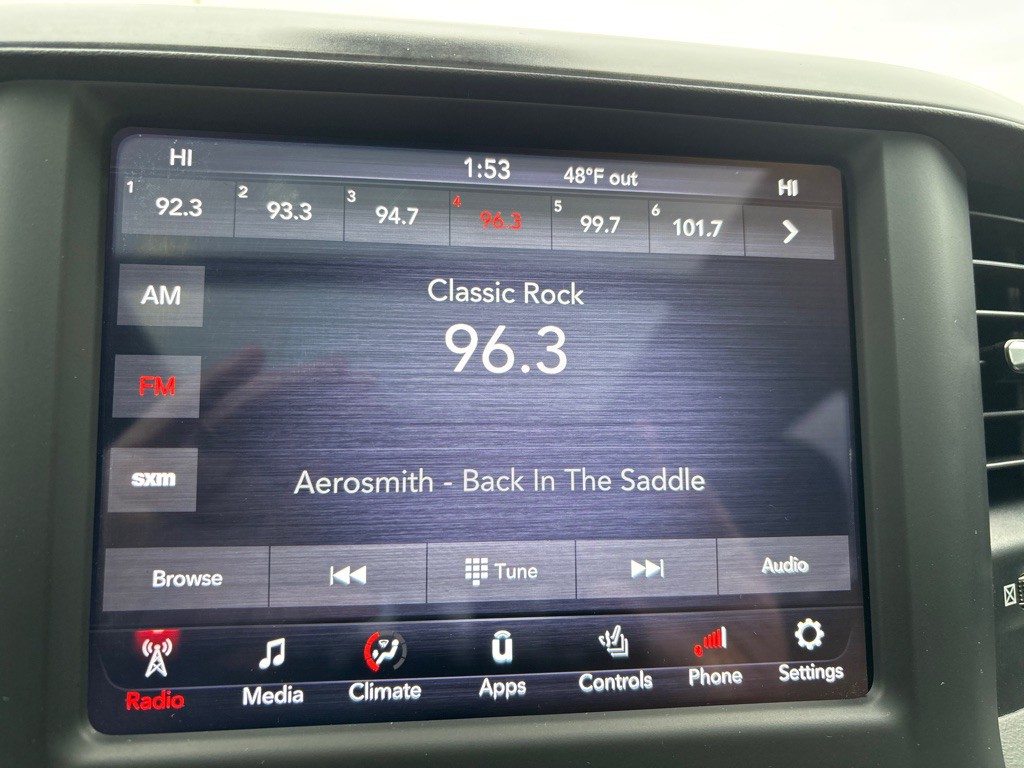 HI 1:53 48°F out HI
1 92.3 2 93.3 3 94.7 4 96.3 5 99.7 6 101.7
AM
Classic Rock
96.3
FM
sxm
Aerosmith - Back In The Saddle
Browse Tune Audio
Radio Media Climate Apps Controls Phone Settings